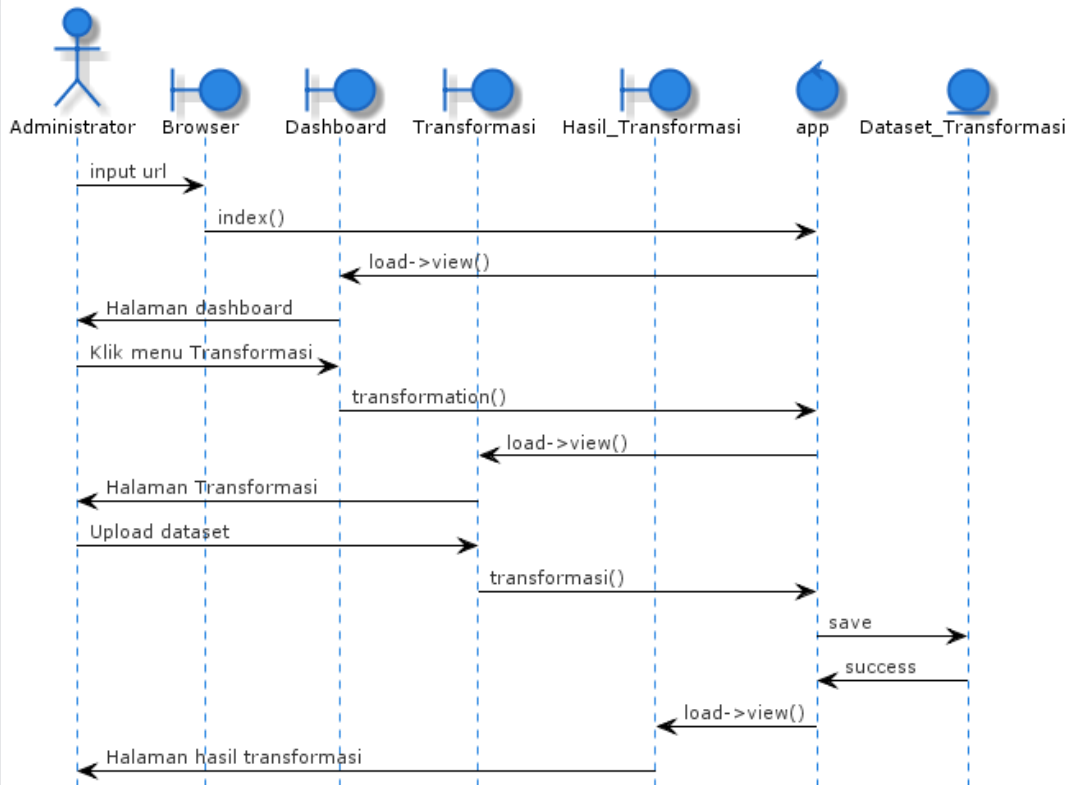 Administrator Browser Dashboard Transformasi Hasil_Transformasi app Dataset_Transformasi
input url
index()
load->view()
Halaman dashboard
Klik menu Transformasi
transformation()
load->view()
Halaman Transformasi
Upload dataset
transformasi()
save
success
load->view()
Halaman hasil transformasi